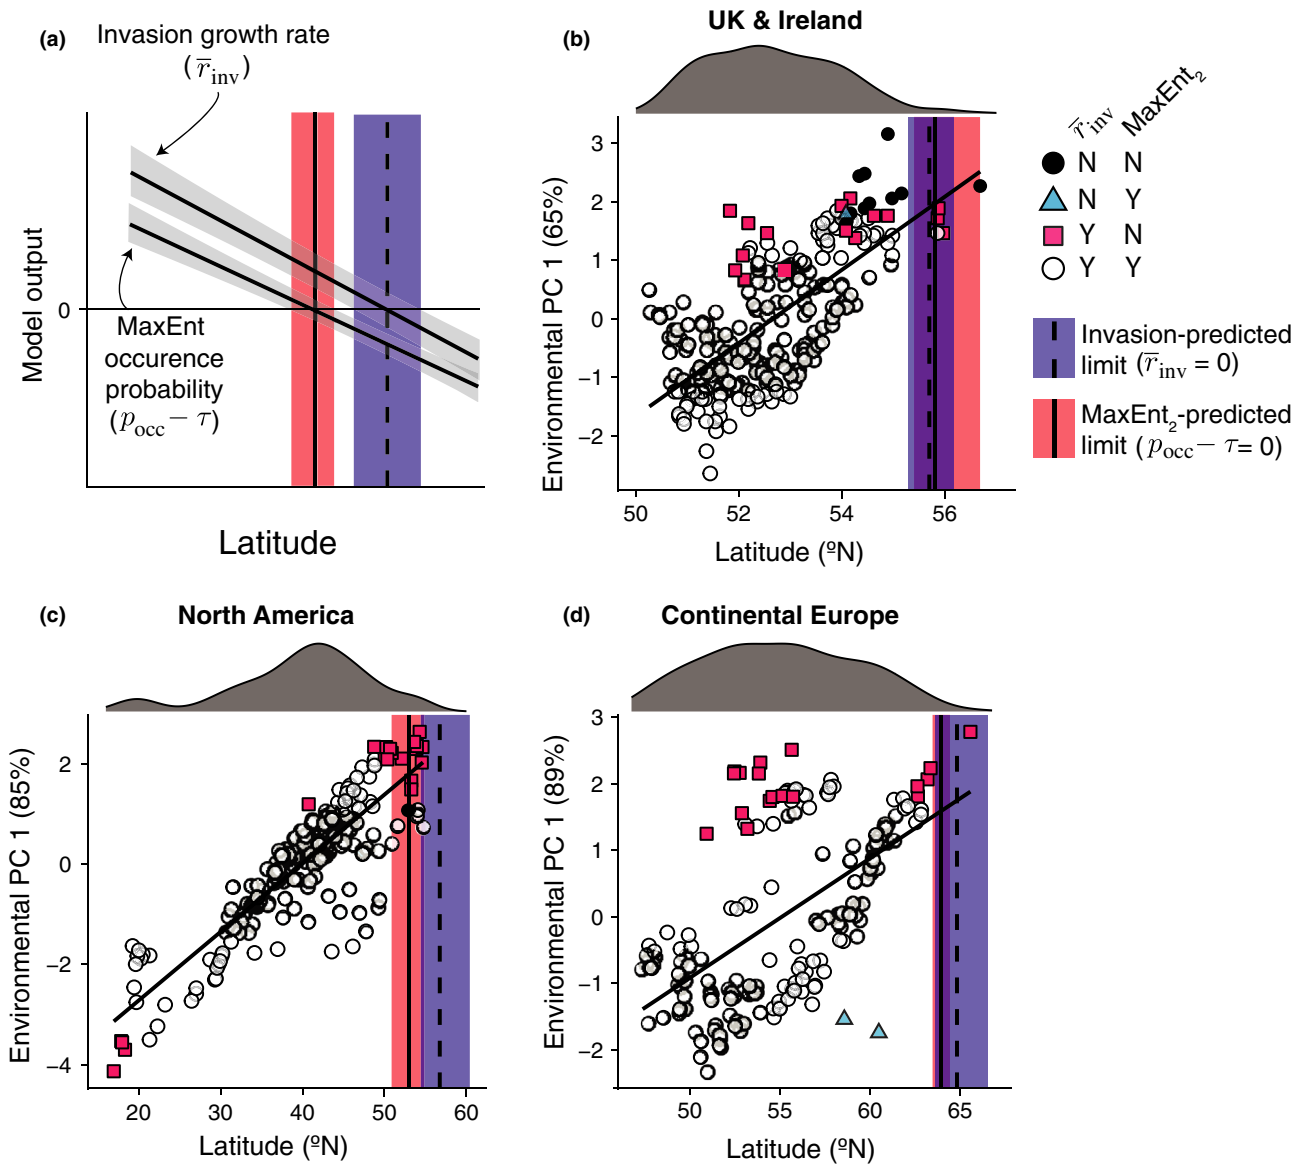 (a)
Invasion growth rate
( r̅inv )
Model output
0
MaxEnt
occurence
probability
(pocc − τ)
Latitude
UK & Ireland
(b)
Environmental PC 1 (65%)
3
2
1
0
−1
−2
50 52 54 56
Latitude (ºN)
r̅inv MaxEnt2
N N
N Y
Y N
Y Y
Invasion-predicted
limit ( r̅inv = 0)
MaxEnt2-predicted
limit ( pocc − τ = 0)
(c)
North America
Environmental PC 1 (85%)
2
0
−2
−4
20 30 40 50 60
Latitude (ºN)
(d)
Continental Europe
Environmental PC 1 (89%)
3
2
1
0
−1
−2
50 55 60 65
Latitude (ºN)